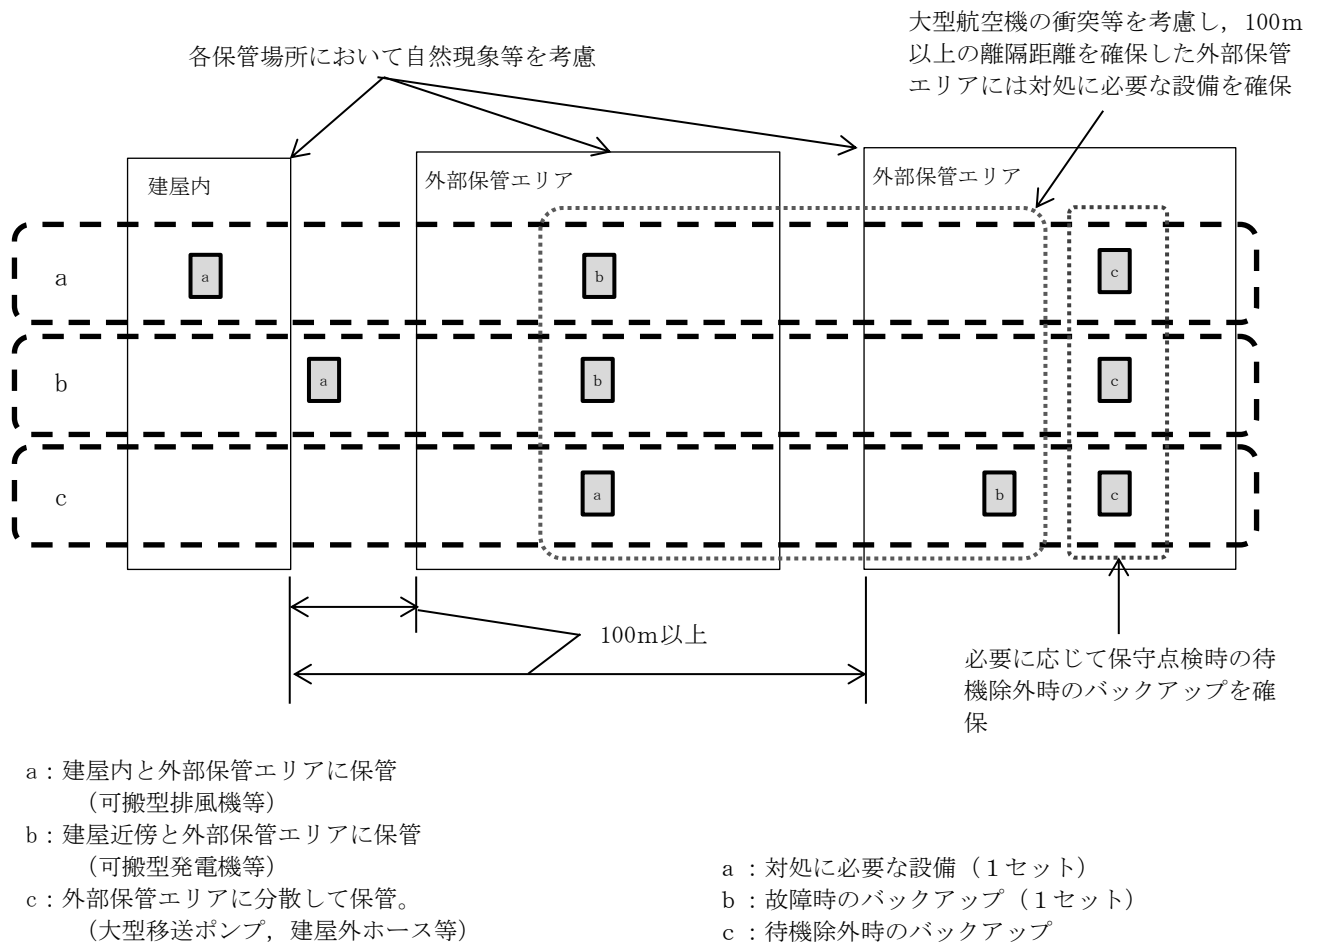 大型航空機の衝突等を考慮し，100m
以上の離隔距離を確保した外部保管
エリアには対処に必要な設備を確保
各保管場所において自然現象等を考慮
建屋内
外部保管エリア
外部保管エリア
a
a
b
c
b
a
b
c
c
a
b
c
100m以上
必要に応じて保守点検時の待
機除外時のバックアップを確
保
a：建屋内と外部保管エリアに保管
（可搬型排風機等）
b：建屋近傍と外部保管エリアに保管
（可搬型発電機等）
c：外部保管エリアに分散して保管。
（大型移送ポンプ，建屋外ホース等）
a：対処に必要な設備（１セット）
b：故障時のバックアップ（１セット）
c：待機除外時のバックアップ